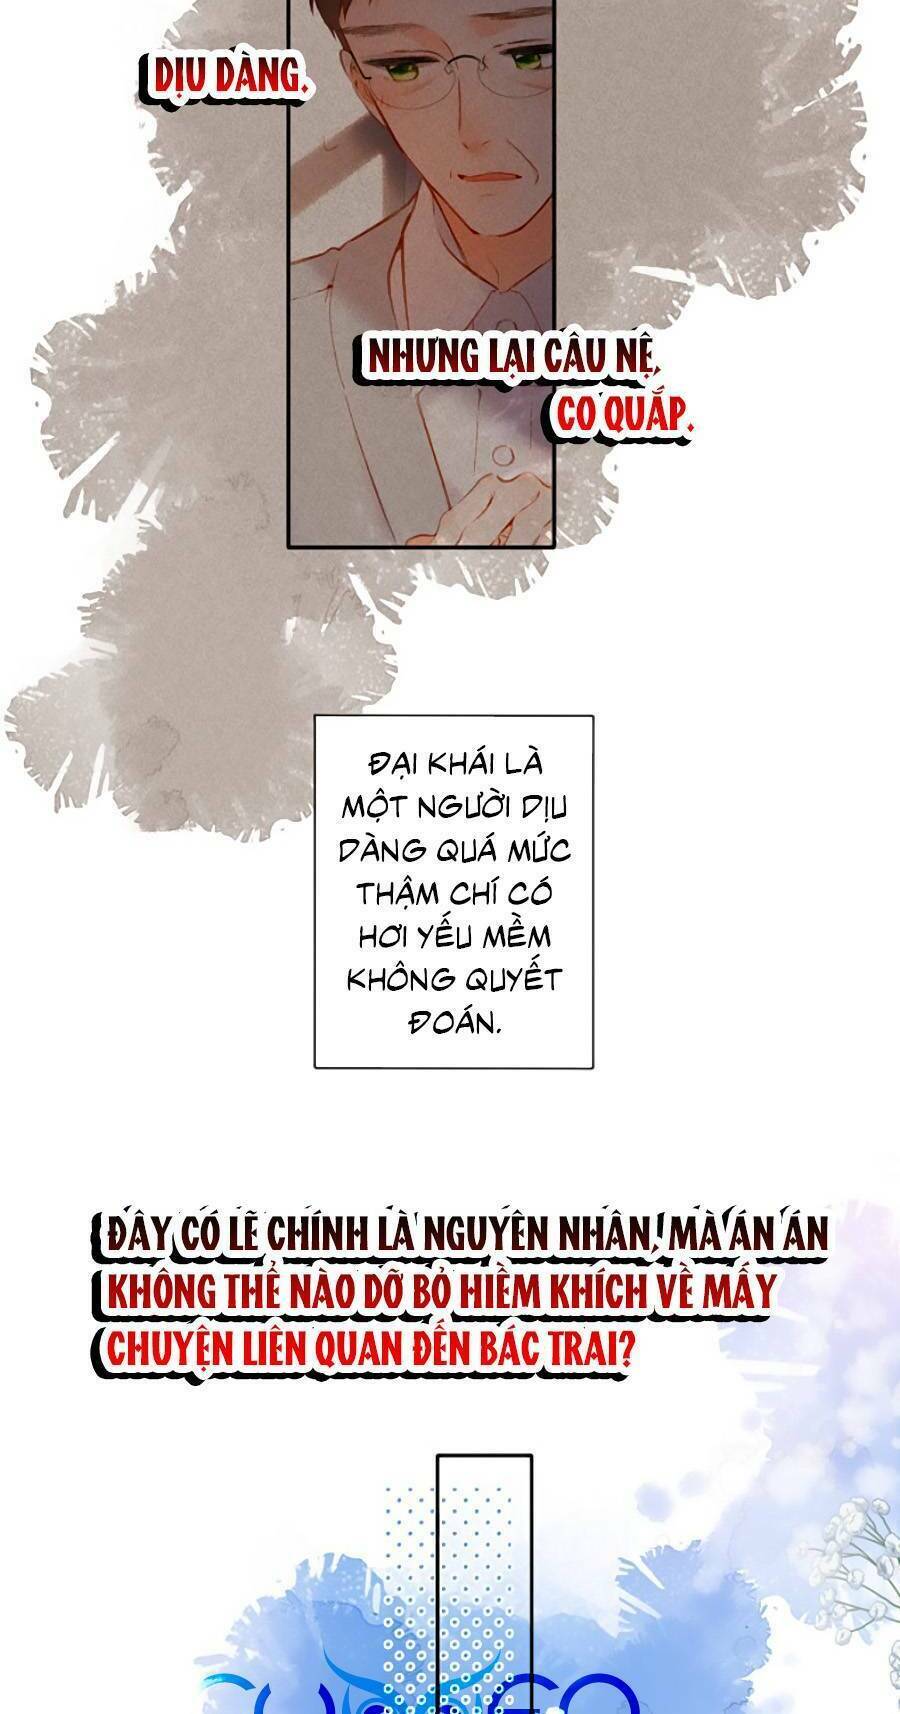 DỊU DÀNG.
NHƯNG LẠI CÂU NỆ,
CO QUẮP.
ĐẠI KHÁI LÀ
MỘT NGƯỜI DỊU
DÀNG QUÁ MỨC
THẬM CHÍ CÓ
HƠI YẾU MỀM
KHÔNG QUYẾT
ĐOÁN.
ĐÂY CÓ LẼ CHÍNH LÀ NGUYÊN NHÂN, MÀ ÁN ÁN
KHÔNG THỂ NÀO DỠ BỎ HIỀM KHÍCH VỀ MẤY
CHUYỆN LIÊN QUAN ĐẾN BÁC TRAI?